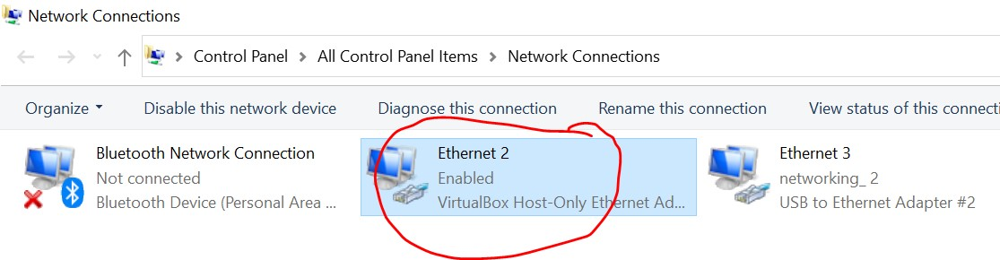 Network Connections
Control Panel > All Control Panel Items > Network Connections
Organize Disable this network device Diagnose this connection Rename this connection View status of this connecti
Bluetooth Network Connection
Not connected
Bluetooth Device (Personal Area ...
Ethernet 2
Enabled
VirtualBox Host-Only Ethernet Ad...
Ethernet 3
networking_ 2
USB to Ethernet Adapter #2